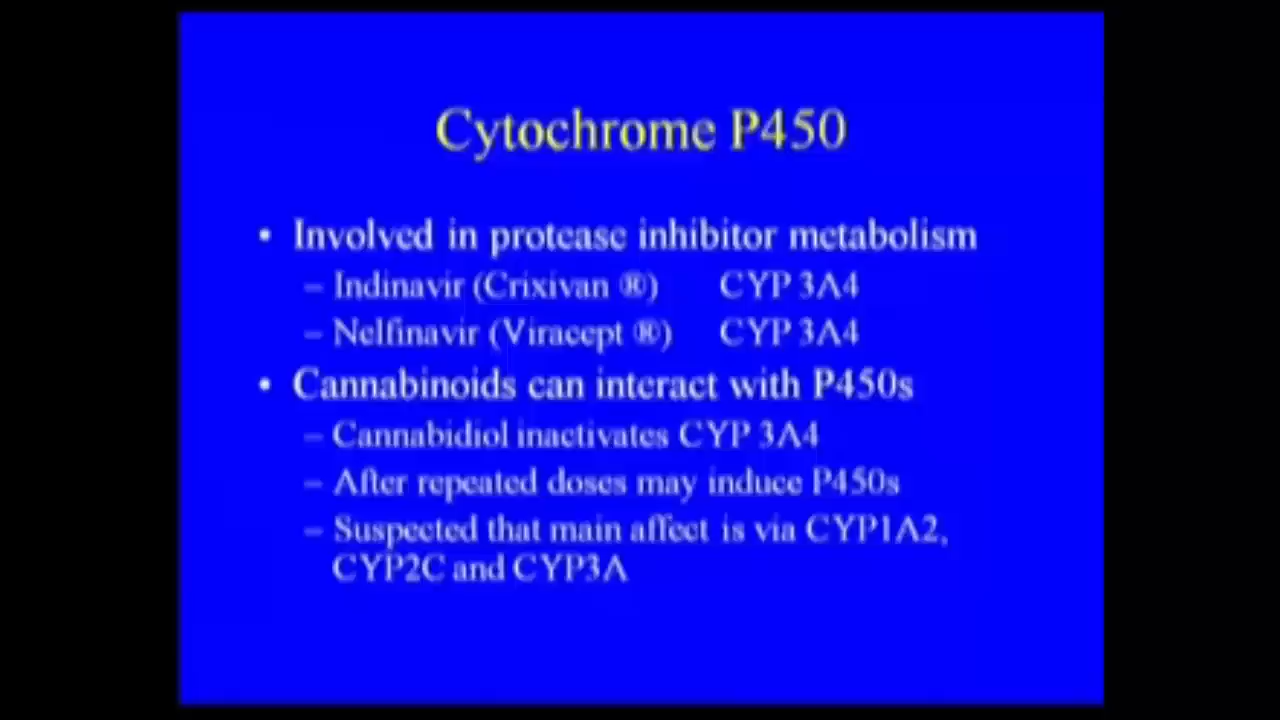 Cytochrome P450
• Involved in protease inhibitor metabolism
– Indinavir (Crixivan ®) CYP 3A4
– Nelfinavir (Viracept ®) CYP 3A4
• Cannabinoids can interact with P450s
– Cannabidiol inactivates CYP 3A4
– After repeated doses may induce P450s
– Suspected that main affect is via CYP1A2,
CYP2C and CYP3A